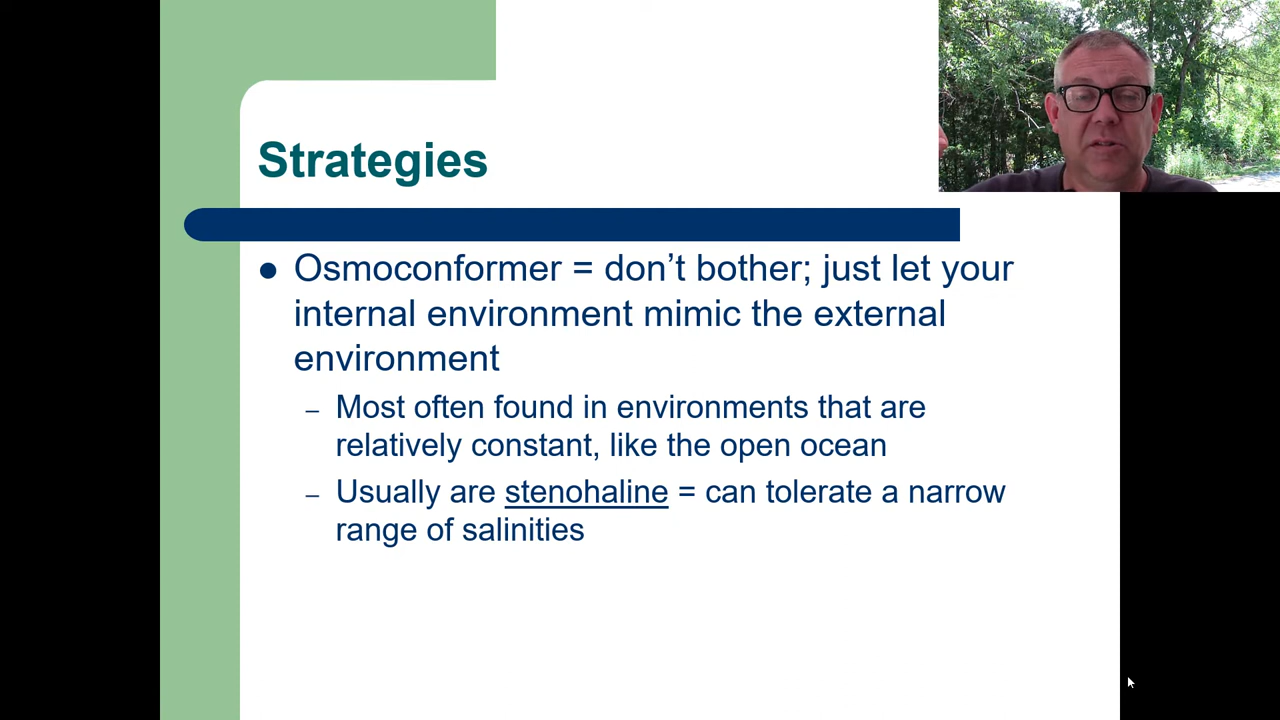 Strategies
● Osmoconformer = don’t bother; just let your
internal environment mimic the external
environment
– Most often found in environments that are
relatively constant, like the open ocean
– Usually are stenohaline = can tolerate a narrow
range of salinities